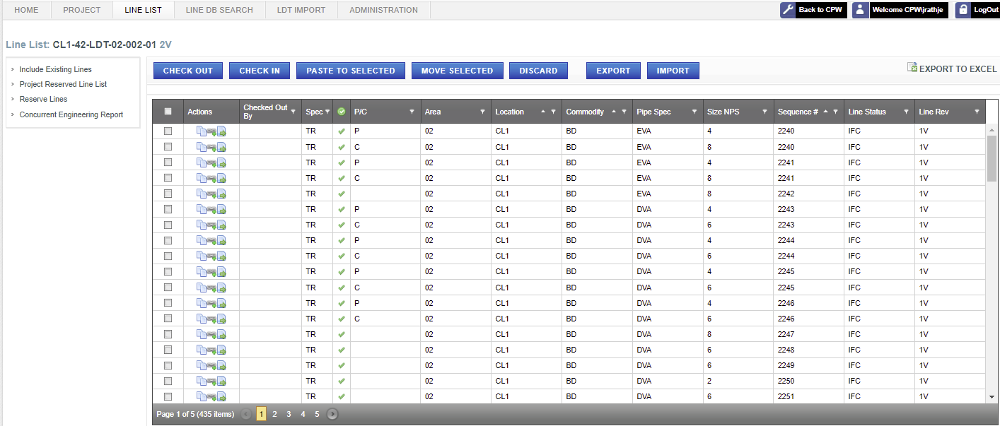 HOME PROJECT LINE LIST LINE DB SEARCH LDT IMPORT ADMINISTRATION Back to CPW Welcome CPW\jrathje LogOut
Line List: CL1-42-LDT-02-002-01 2V
Include Existing Lines
Project Reserved Line List
Reserve Lines
Concurrent Engineering Report
CHECK OUT CHECK IN PASTE TO SELECTED MOVE SELECTED DISCARD EXPORT IMPORT EXPORT TO EXCEL
Actions Checked Out By Spec P/C Area Location Commodity Pipe Spec Size NPS Sequence # Line Status Line Rev
TR P 02 CL1 BD EVA 4 2240 IFC 1V
TR C 02 CL1 BD EVA 8 2240 IFC 1V
TR P 02 CL1 BD EVA 4 2241 IFC 1V
TR C 02 CL1 BD EVA 8 2241 IFC 1V
TR 02 CL1 BD EVA 8 2242 IFC 1V
TR P 02 CL1 BD DVA 4 2243 IFC 1V
TR C 02 CL1 BD DVA 6 2243 IFC 1V
TR P 02 CL1 BD DVA 4 2244 IFC 1V
TR C 02 CL1 BD DVA 6 2244 IFC 1V
TR P 02 CL1 BD DVA 4 2245 IFC 1V
TR C 02 CL1 BD DVA 6 2245 IFC 1V
TR P 02 CL1 BD DVA 4 2246 IFC 1V
TR C 02 CL1 BD DVA 6 2246 IFC 1V
TR 02 CL1 BD DVA 8 2247 IFC 1V
TR 02 CL1 BD DVA 6 2248 IFC 1V
TR 02 CL1 BD DVA 6 2249 IFC 1V
TR 02 CL1 BD DVA 2 2250 IFC 1V
TR 02 CL1 BD DVA 6 2251 IFC 1V
Page 1 of 5 (435 items) 1 2 3 4 5